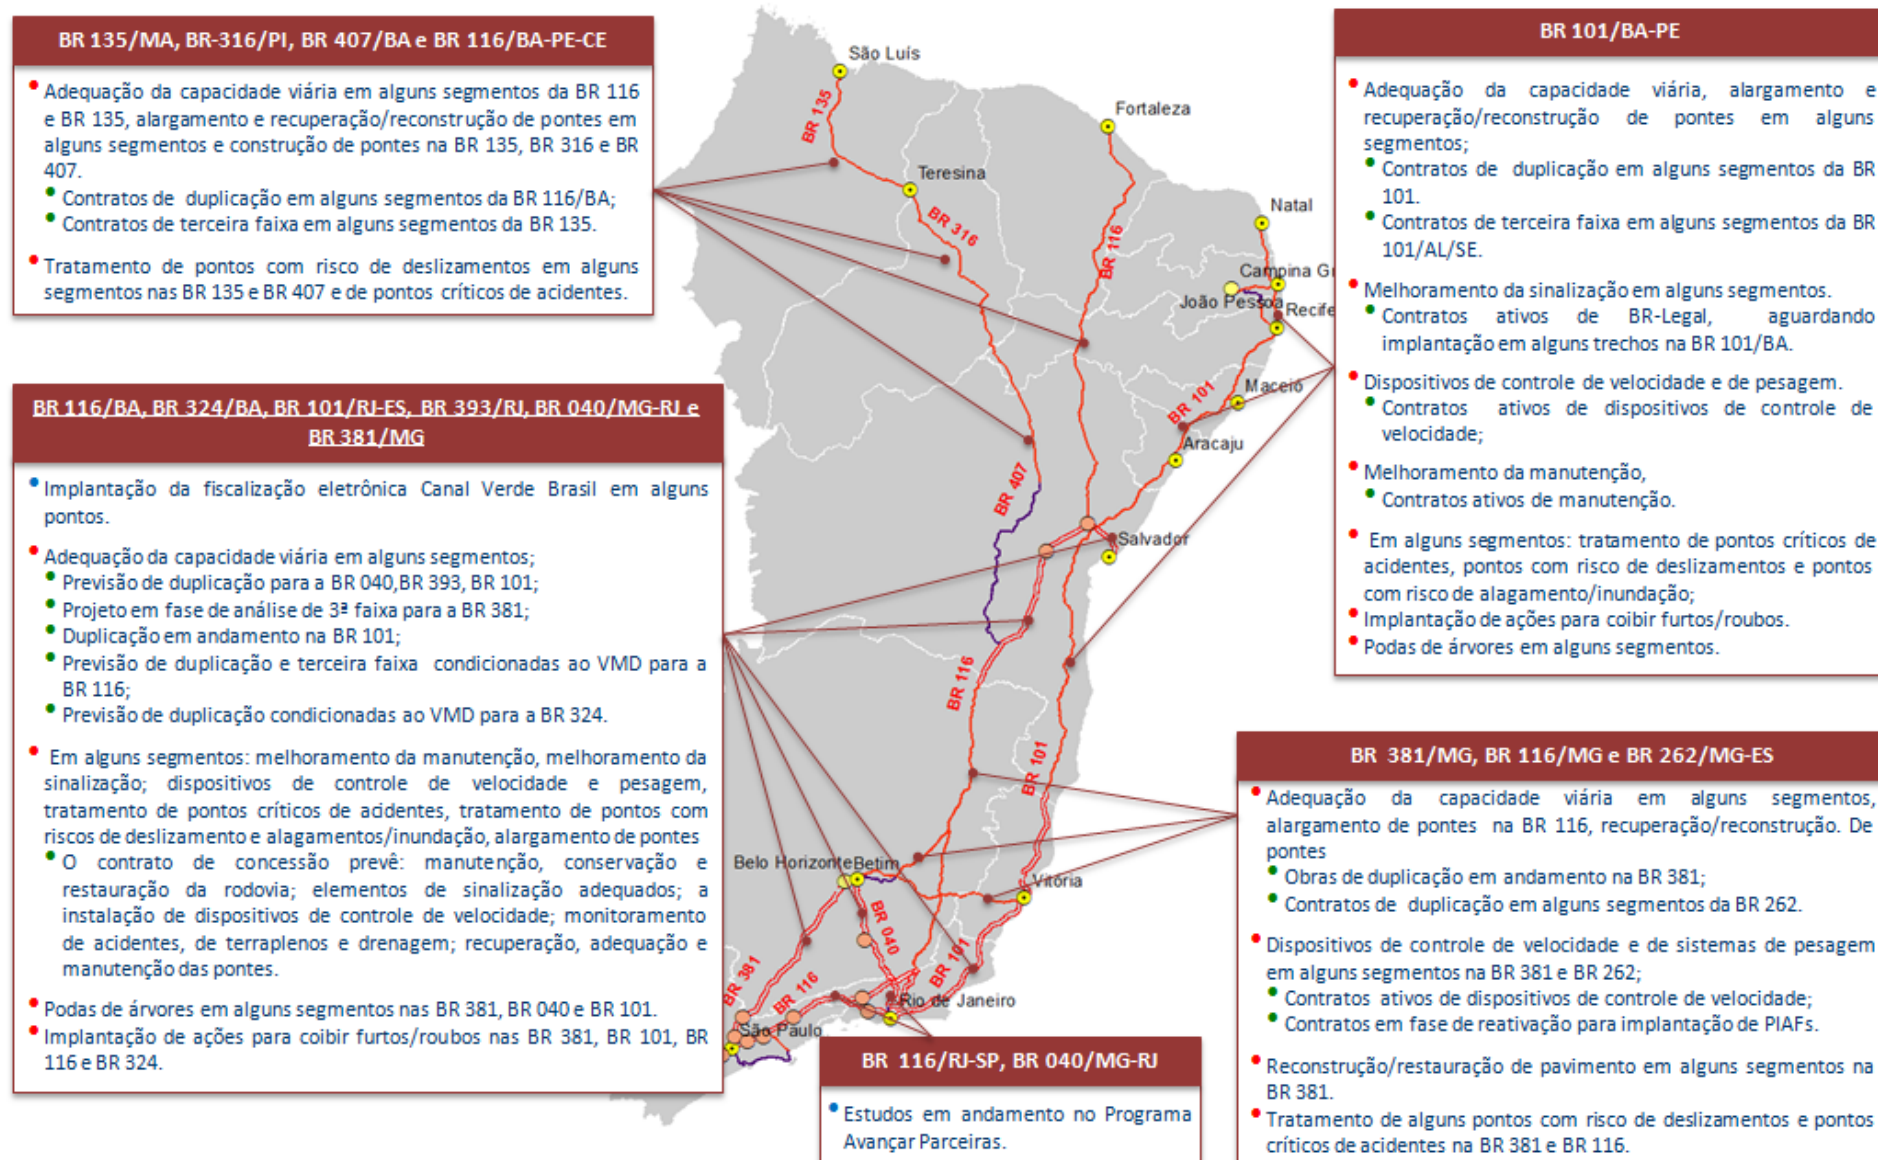 BR 135/MA, BR-316/PI, BR 407/BA e BR 116/BA-PE-CE
Adequação da capacidade viária em alguns segmentos da BR 116
e BR 135, alargamento e recuperação/reconstrução de pontes em
alguns segmentos e construção de pontes na BR 135, BR 316 e BR
407.
Contratos de duplicação em alguns segmentos da BR 116/BA;
Contratos de terceira faixa em alguns segmentos da BR 135.
Tratamento de pontos com risco de deslizamentos em alguns
segmentos nas BR 135 e BR 407 e de pontos críticos de acidentes.
BR 116/BA, BR 324/BA, BR 101/RJ-ES, BR 393/RJ, BR 040/MG-RJ e
BR 381/MG
Implantação da fiscalização eletrônica Canal Verde Brasil em alguns
pontos.
Adequação da capacidade viária em alguns segmentos;
Previsão de duplicação para a BR 040,BR 393, BR 101;
Projeto em fase de análise de 3ª faixa para a BR 381;
Duplicação em andamento na BR 101;
Previsão de duplicação e terceira faixa condicionadas ao VMD para a
BR 116;
Previsão de duplicação condicionadas ao VMD para a BR 324.
Em alguns segmentos: melhoramento da manutenção, melhoramento da
sinalização; dispositivos de controle de velocidade e pesagem,
tratamento de pontos críticos de acidentes, tratamento de pontos com
riscos de deslizamento e alagamentos/inundação, alargamento de pontes
O contrato de concessão prevê: manutenção, conservação e
restauração da rodovia; elementos de sinalização adequados; a
instalação de dispositivos de controle de velocidade; monitoramento
de acidentes, de terraplenos e drenagem; recuperação, adequação e
manutenção das pontes.
Podas de árvores em alguns segmentos nas BR 381, BR 040 e BR 101.
Implantação de ações para coibir furtos/roubos nas BR 381, BR 101, BR
116 e BR 324.
São Luís
BR 135
Fortaleza
Teresina
BR 316
BR 116
Natal
Campina Gr
João Pessoa
Recife
Maceió
BR 101
Aracaju
BR 407
Salvador
BR 116
BR 101
Belo Horizonte
Betim
Vitória
BR 040
BR 381
BR 116
BR 101
Rio de Janeiro
São Paulo
BR 101/BA-PE
Adequação da capacidade viária, alargamento e
recuperação/reconstrução de pontes em alguns
segmentos;
Contratos de duplicação em alguns segmentos da BR
101.
Contratos de terceira faixa em alguns segmentos da BR
101/AL/SE.
Melhoramento da sinalização em alguns segmentos.
Contratos ativos de BR-Legal, aguardando
implantação em alguns trechos na BR 101/BA.
Dispositivos de controle de velocidade e de pesagem.
Contratos ativos de dispositivos de controle de
velocidade;
Melhoramento da manutenção,
Contratos ativos de manutenção.
Em alguns segmentos: tratamento de pontos críticos de
acidentes, pontos com risco de deslizamentos e pontos
com risco de alagamento/inundação;
Implantação de ações para coibir furtos/roubos.
Podas de árvores em alguns segmentos.
BR 381/MG, BR 116/MG e BR 262/MG-ES
Adequação da capacidade viária em alguns segmentos,
alargamento de pontes na BR 116, recuperação/reconstrução. De
pontes
Obras de duplicação em andamento na BR 381;
Contratos de duplicação em alguns segmentos da BR 262.
Dispositivos de controle de velocidade e de sistemas de pesagem
em alguns segmentos na BR 381 e BR 262;
Contratos ativos de dispositivos de controle de velocidade;
Contratos em fase de reativação para implantação de PIAFs.
Reconstrução/restauração de pavimento em alguns segmentos na
BR 381.
Tratamento de alguns pontos com risco de deslizamentos e pontos
críticos de acidentes na BR 381 e BR 116.
BR 116/RJ-SP, BR 040/MG-RJ
Estudos em andamento no Programa
Avançar Parceiras.